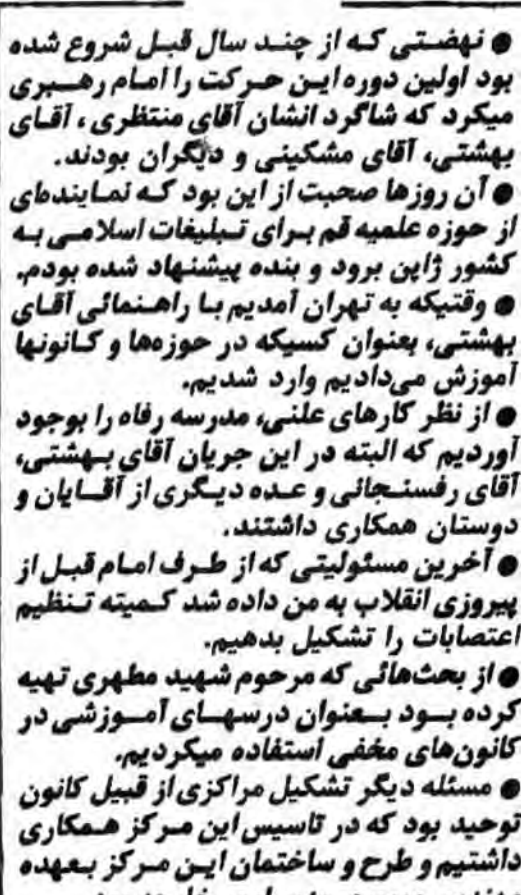 ● نهضتی که از چند سال قبل شروع شده
بود اولین دوره این حرکت را امام رهبری
میکرد که شاگرد انشان آقای منتظری، آقای
بهشتی، آقای مشکینی و دیگران بودند.
● آن روزها صحبت از این بود که نماینده‌ای
از حوزه علمیه قم برای تبلیغات اسلامی به
کشور ژاپن برود و بنده پیشنهاد شده بودم.
● وقتیکه به تهران آمدیم با راهنمائی آقای
بهشتی، بعنوان کسیکه در حوزه‌ها و کانونها
آموزش می‌دادیم وارد شدیم.
● از نظر کارهای علنی، مدرسه رفاه را بوجود
آوردیم که البته در این جریان آقای بهشتی،
آقای رفسنجانی و عده دیگری از آقایان و
دوستان همکاری داشتند.
● آخرین مسئولیتی که از طرف امام قبل از
پیروزی انقلاب به من داده شد کمیته تنظیم
اعتصابات را تشکیل بدهیم.
● از بحث‌هائی که مرحوم شهید مطهری تهیه
کرده بود بعنوان درسهای آموزشی در
کانون‌های مخفی استفاده میکردیم.
● مسئله دیگر تشکیل مراکزی از قبیل کانون
توحید بود که در تاسیس این مرکز همکاری
داشتیم و طرح و ساختمان این مرکز بعهده